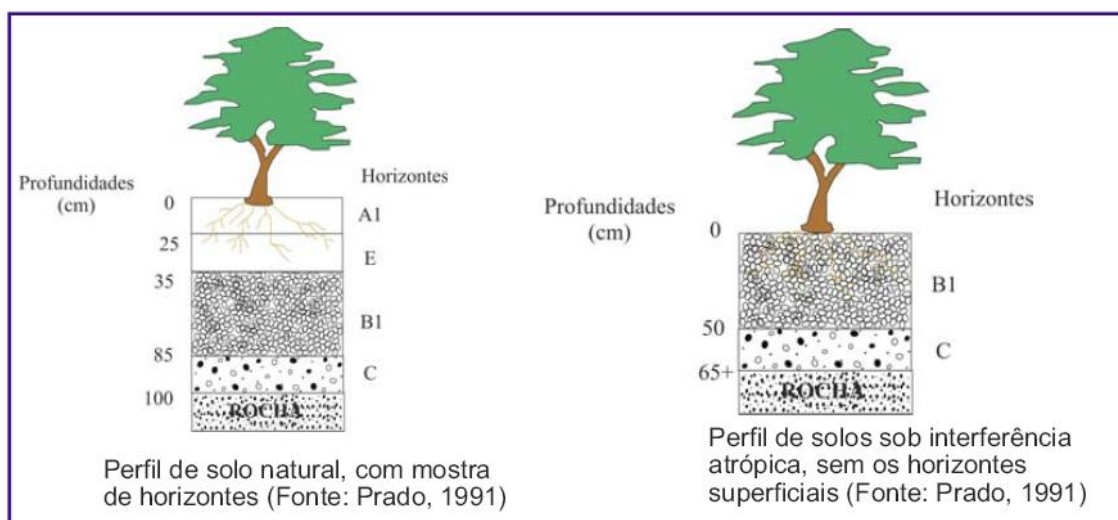 Profundidades
(cm)
Horizontes
0
A1
25
E
35
B1
85
C
100
ROCHA
Perfil de solo natural, com mostra
de horizontes (Fonte: Prado, 1991)
Profundidades
(cm)
Horizontes
0
B1
50
C
65+
ROCHA
Perfil de solos sob interferência
atrópica, sem os horizontes
superficiais (Fonte: Prado, 1991)